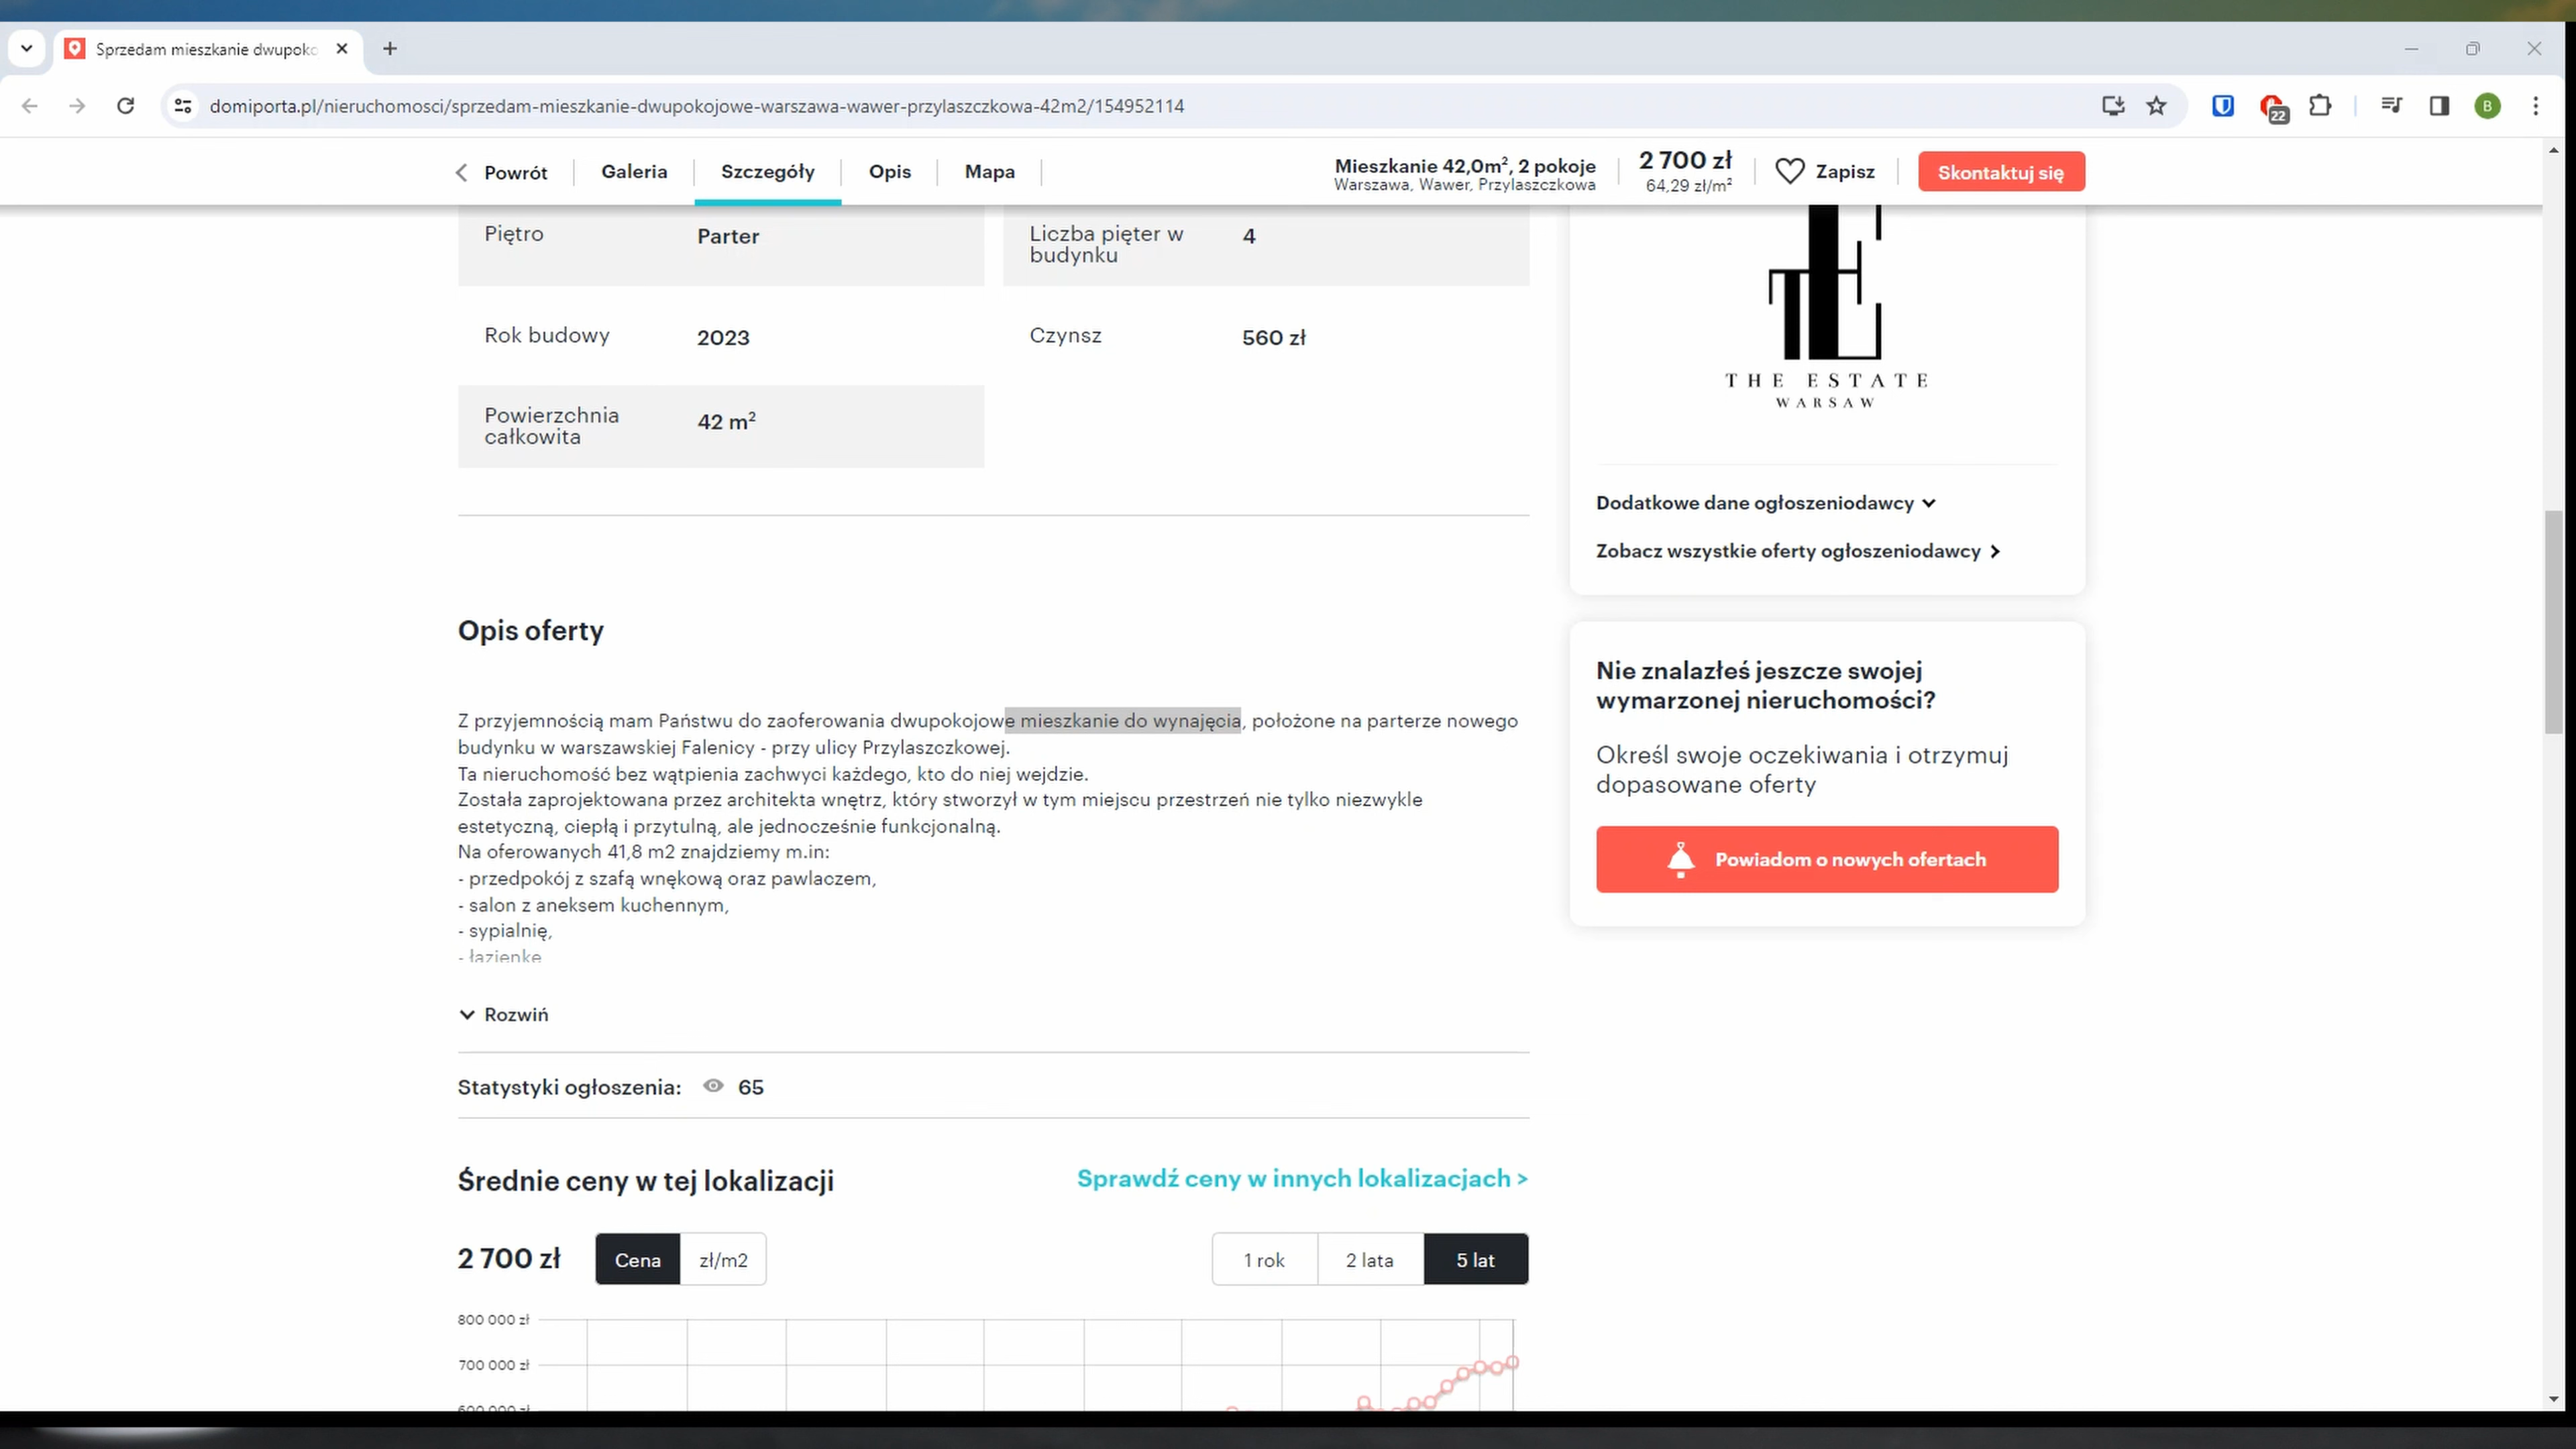 Sprzedam mieszkanie dwupoko
domiporta.pl/nieruchomosci/sprzedam-mieszkanie-dwupokojowe-warszawa-wawer-przylaszczkowa-42m2/154952114
22
B
Powrót
Galeria
Szczegóły
Opis
Mapa
Mieszkanie 42,0m², 2 pokoje
Warszawa, Wawer, Przylaszczkowa
2 700 zł
64,29 zł/m²
Zapisz
Skontaktuj się
Piętro
Parter
Liczba pięter w
budynku
4
Rok budowy
2023
Czynsz
560 zł
Powierzchnia
całkowita
42 m²
TE
THE ESTATE
WARSAW
Dodatkowe dane ogłoszeniodawcy
Zobacz wszystkie oferty ogłoszeniodawcy
Opis oferty
Z przyjemnością mam Państwu do zaoferowania dwupokojowe mieszkanie do wynajęcia, położone na parterze nowego
budynku w warszawskiej Falenicy - przy ulicy Przylaszczkowej.
Ta nieruchomość bez wątpienia zachwyci każdego, kto do niej wejdzie.
Została zaprojektowana przez architekta wnętrz, który stworzył w tym miejscu przestrzeń nie tylko niezwykle
estetyczną, ciepłą i przytulną, ale jednocześnie funkcjonalną.
Na oferowanych 41,8 m2 znajdziemy m.in:
- przedpokój z szafą wnękową oraz pawlaczem,
- salon z aneksem kuchennym,
- sypialnię,
- łazienkę
Rozwiń
Nie znalazłeś jeszcze swojej
wymarzonej nieruchomości?
Określ swoje oczekiwania i otrzymuj
dopasowane oferty
Powiadom o nowych ofertach
Statystyki ogłoszenia: 65
Średnie ceny w tej lokalizacji
Sprawdź ceny w innych lokalizacjach >
2 700 zł
Cena
zł/m2
1 rok
2 lata
5 lat
800 000 zł
700 000 zł
600 000 zł